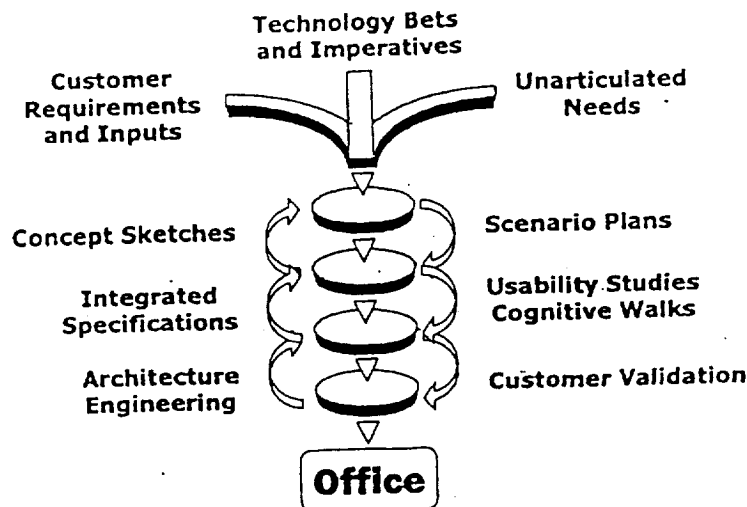 Technology Bets
and Imperatives
Customer
Requirements
and Inputs
Unarticulated
Needs
Concept Sketches
Scenario Plans
Integrated
Specifications
Usability Studies
Cognitive Walks
Architecture
Engineering
Customer Validation
Office